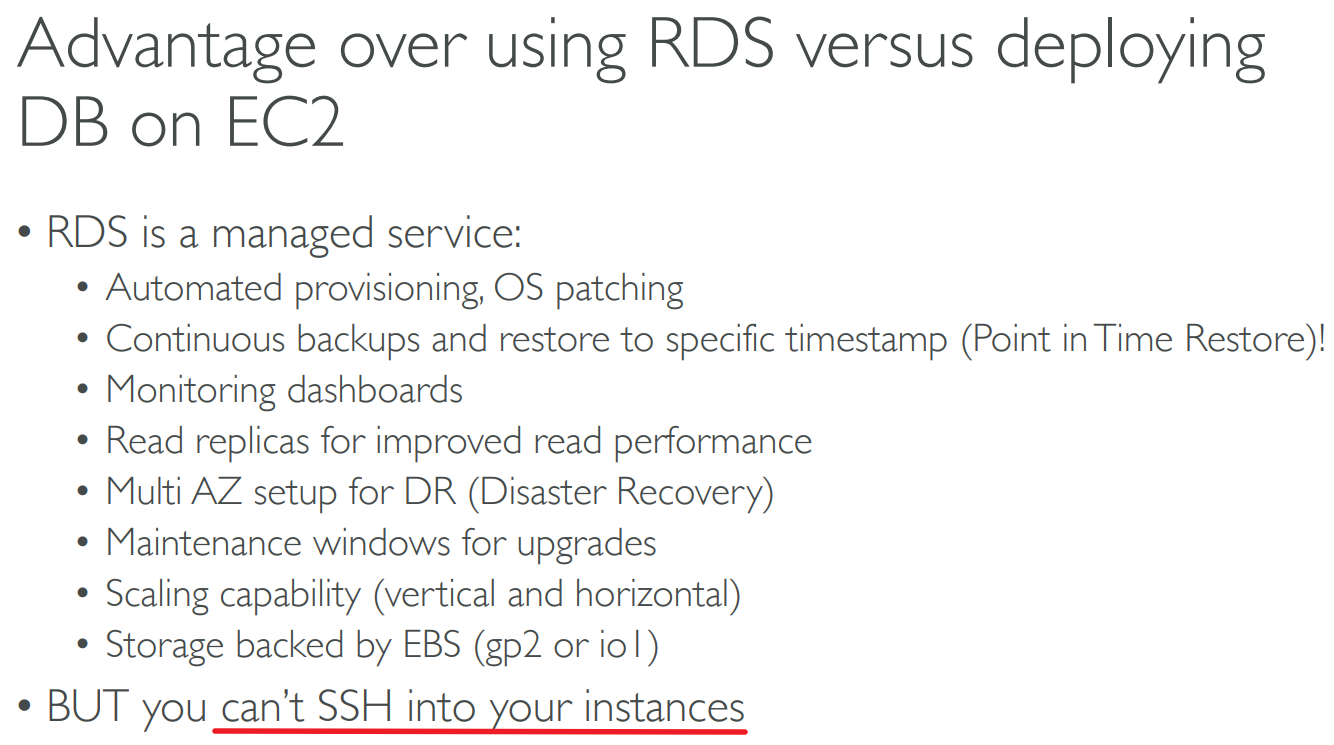 Advantage over using RDS versus deploying
DB on EC2
• RDS is a managed service:
• Automated provisioning, OS patching
• Continuous backups and restore to specific timestamp (Point in Time Restore)!
• Monitoring dashboards
• Read replicas for improved read performance
• Multi AZ setup for DR (Disaster Recovery)
• Maintenance windows for upgrades
• Scaling capability (vertical and horizontal)
• Storage backed by EBS (gp2 or io1)
• BUT you can’t SSH into your instances